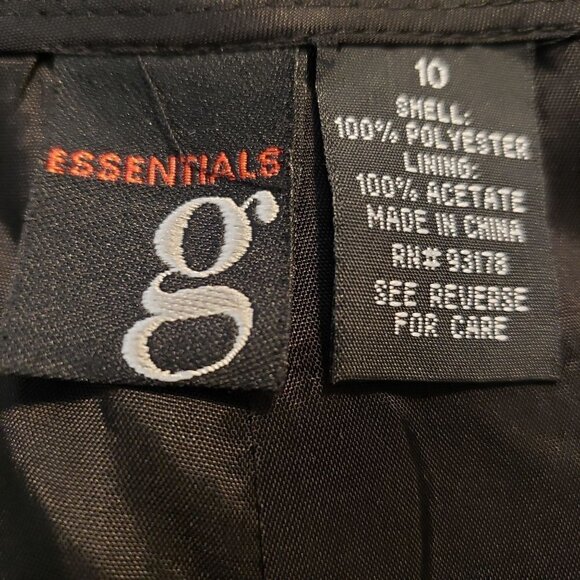 ESSENTIALS
g
10
SHELL:
100% POLYESTER
LINING:
100% ACETATE
MADE IN CHINA
RN# 93178
SEE REVERSE
FOR CARE